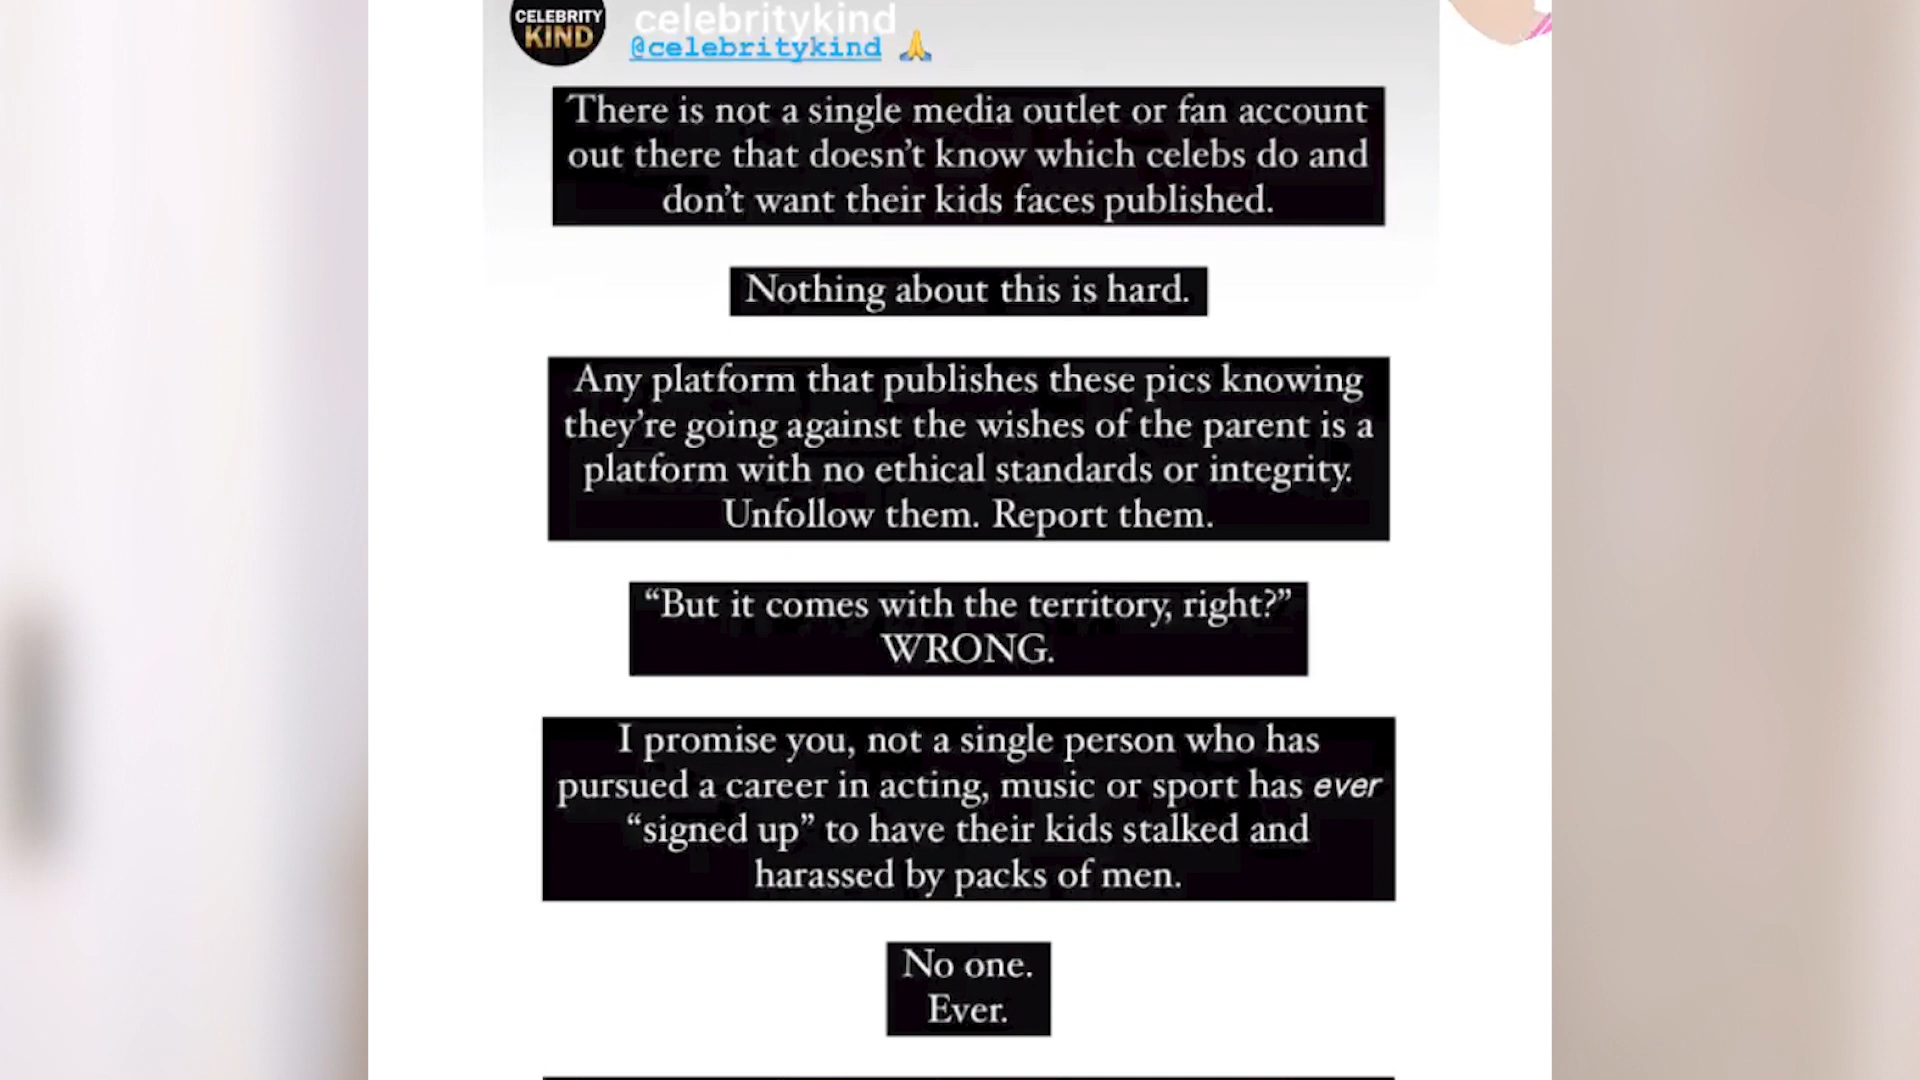 CELEBRITY
KIND
celebritykind
@celebritykind
There is not a single media outlet or fan account
out there that doesn’t know which celebs do and
don’t want their kids faces published.
Nothing about this is hard.
Any platform that publishes these pics knowing
they’re going against the wishes of the parent is a
platform with no ethical standards or integrity.
Unfollow them. Report them.
“But it comes with the territory, right?”
WRONG.
I promise you, not a single person who has
pursued a career in acting, music or sport has ever
“signed up” to have their kids stalked and
harassed by packs of men.
No one.
Ever.